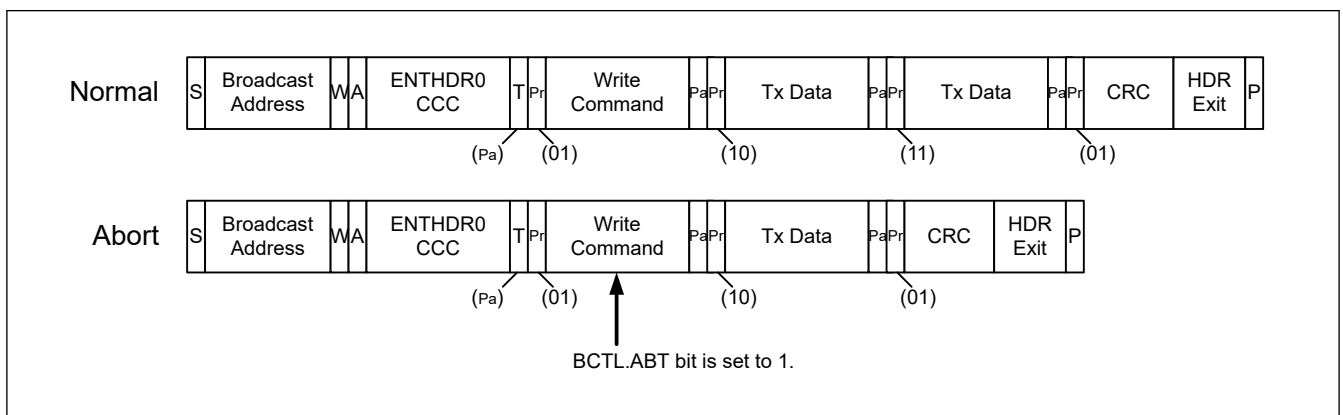 Normal S Broadcast Address W A ENTHDR0 CCC T Pr Write Command Pa Pr Tx Data Pa Pr Tx Data Pa Pr CRC HDR Exit P
(Pa) (01) (10) (11) (01)
Abort S Broadcast Address W A ENTHDR0 CCC T Pr Write Command Pa Pr Tx Data Pa Pr CRC HDR Exit P
(Pa) (01) (10) (01)
BCTL.ABT bit is set to 1.